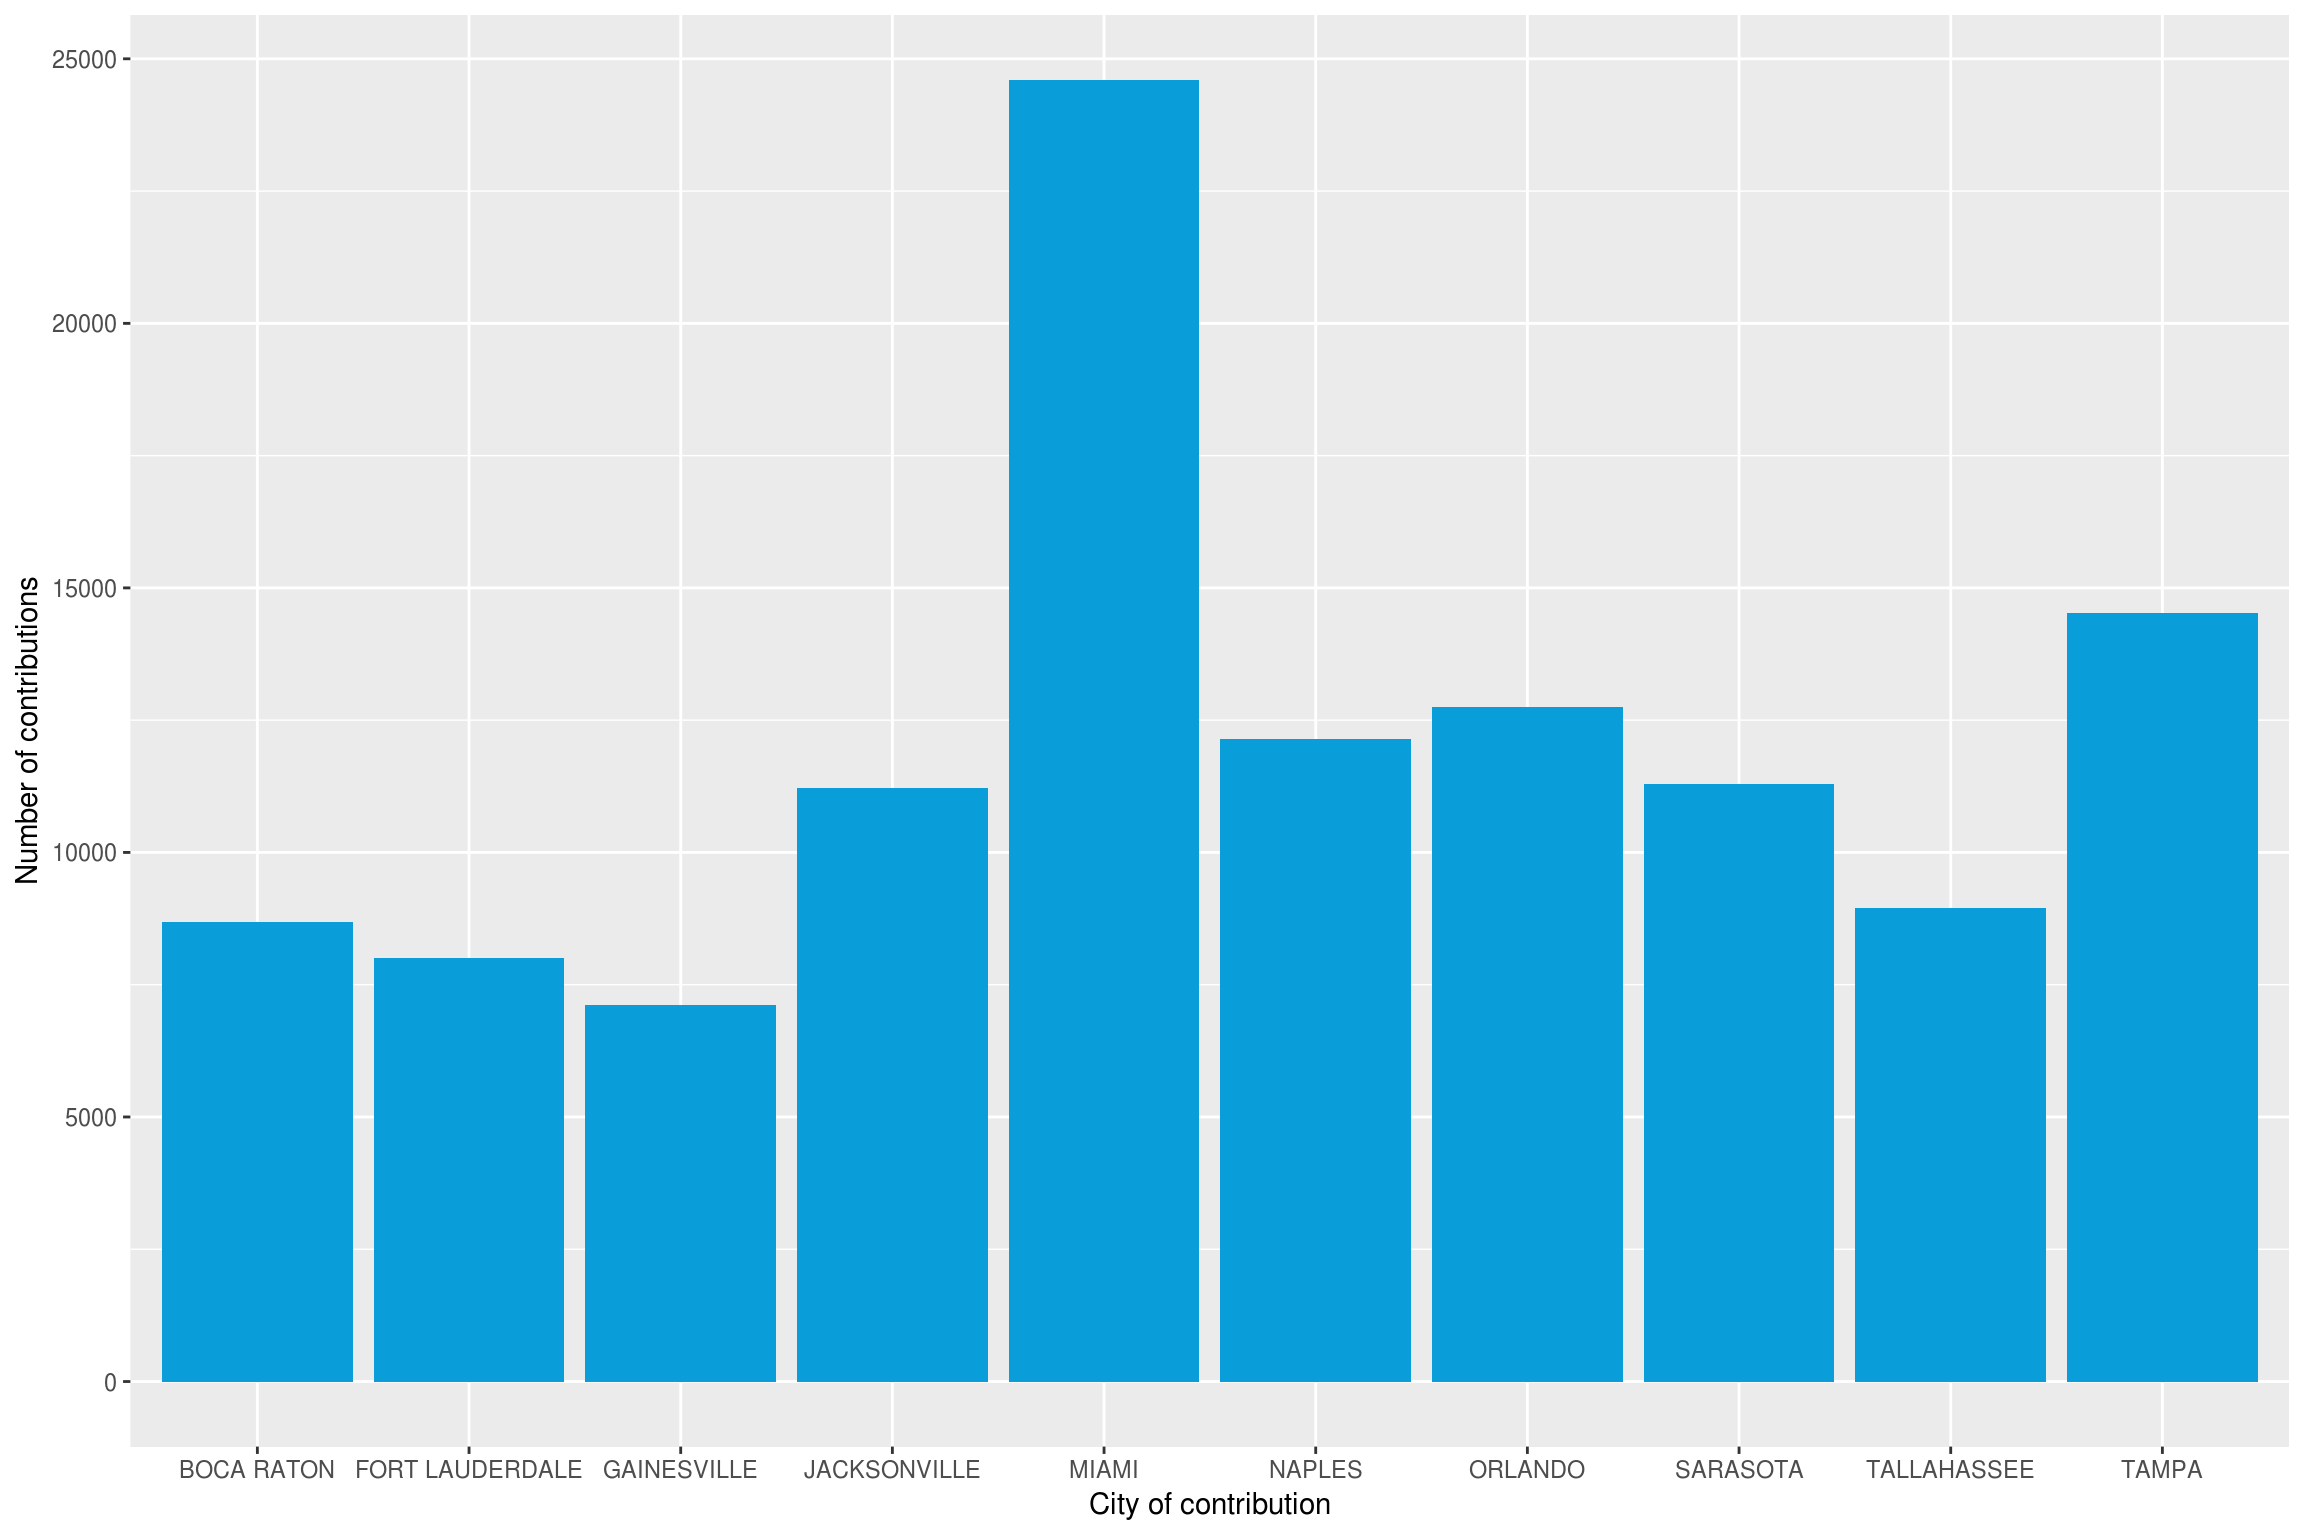 25000
20000
15000
10000
5000
0
Number of contributions
BOCA RATON FORT LAUDERDALE GAINESVILLE JACKSONVILLE MIAMI NAPLES ORLANDO SARASOTA TALLAHASSEE TAMPA
City of contribution